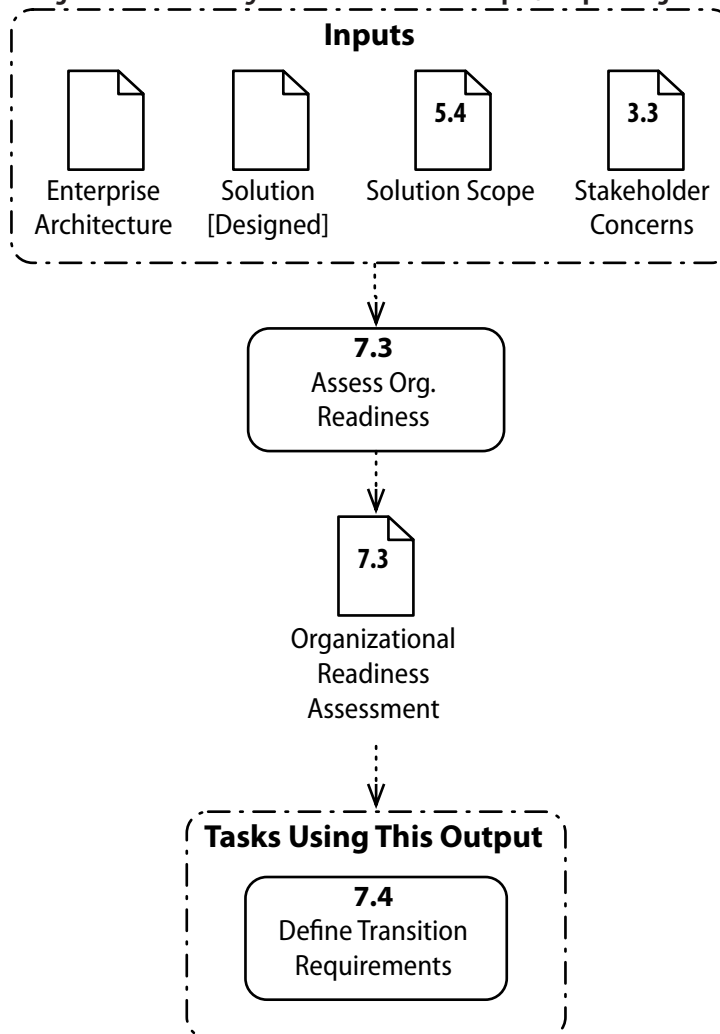 Inputs
5.4
3.3
Enterprise
Architecture
Solution
[Designed]
Solution Scope
Stakeholder
Concerns
7.3
Assess Org.
Readiness
7.3
Organizational
Readiness
Assessment
Tasks Using This Output
7.4
Define Transition
Requirements